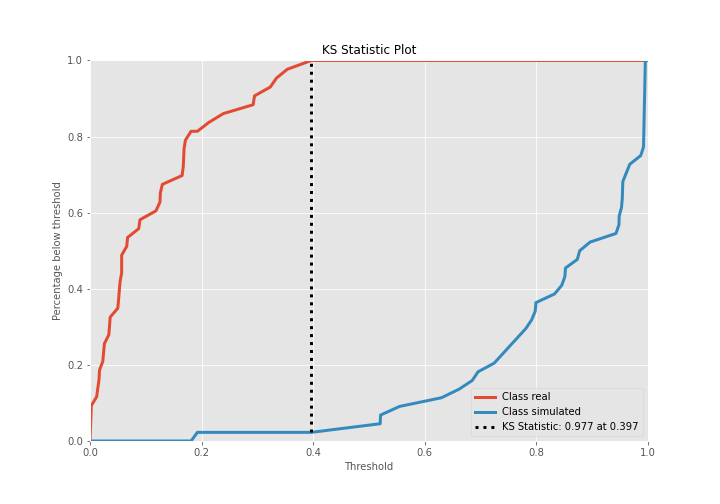 KS Statistic Plot
1.0
0.8
0.6
0.4
0.2
0.0
Percentage below threshold
0.0 0.2 0.4 0.6 0.8 1.0
Threshold
Class real
Class simulated
KS Statistic: 0.977 at 0.397